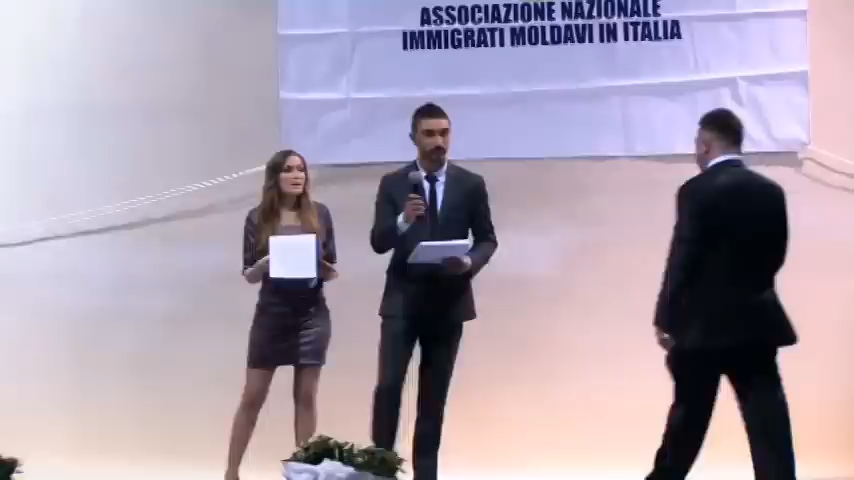 ASSOCIAZIONE NAZIONALE
IMMIGRATI MOLDAVI IN ITALIA